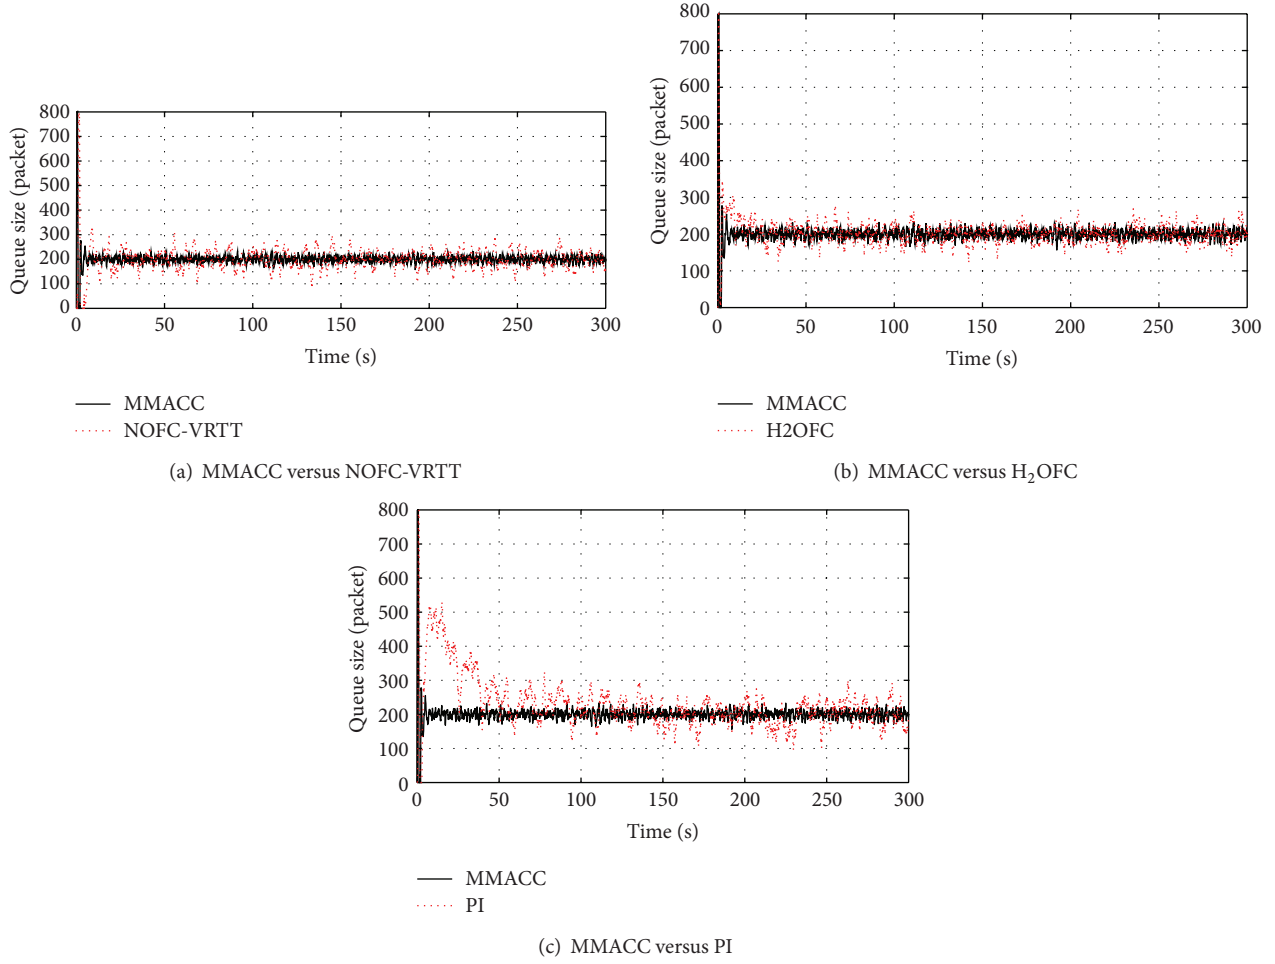 800
700
600
500
400
300
200
100
0
Queue size (packet)
0 50 100 150 200 250 300
Time (s)
MMACC
NOFC-VRTT
(a) MMACC versus NOFC-VRTT
800
700
600
500
400
300
200
100
0
Queue size (packet)
0 50 100 150 200 250 300
Time (s)
MMACC
H2OFC
(b) MMACC versus H₂OFC
800
700
600
500
400
300
200
100
0
Queue size (packet)
0 50 100 150 200 250 300
Time (s)
MMACC
PI
(c) MMACC versus PI